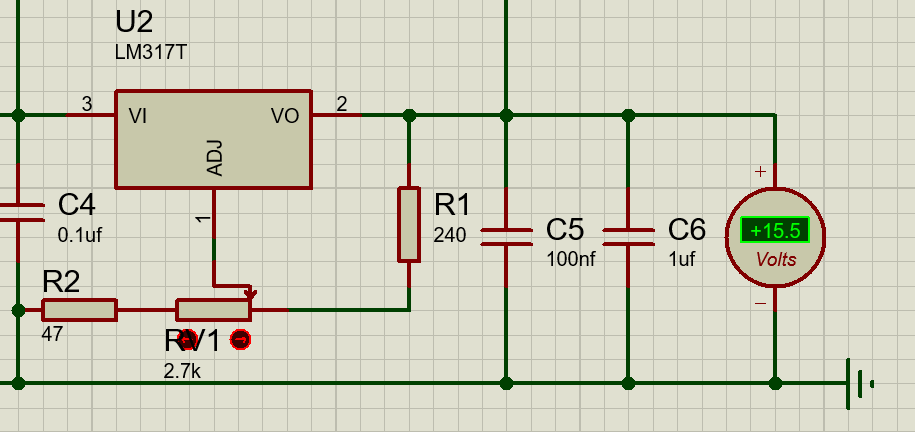 U2
LM317T
3
VI
VO
2
ADJ
1
C4
0.1uf
R1
240
C5
100nf
C6
1uf
+
+15.5
Volts
−
R2
47
RV1
2.7k